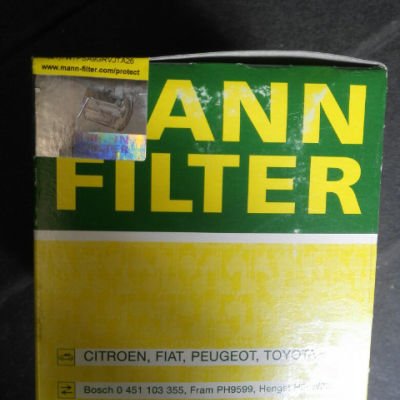 www.mann-filter.com/protect
MANN
FILTER
CITROEN, FIAT, PEUGEOT, TOYOTA
Bosch 0 451 103 355, Fram PH9599, Hengst